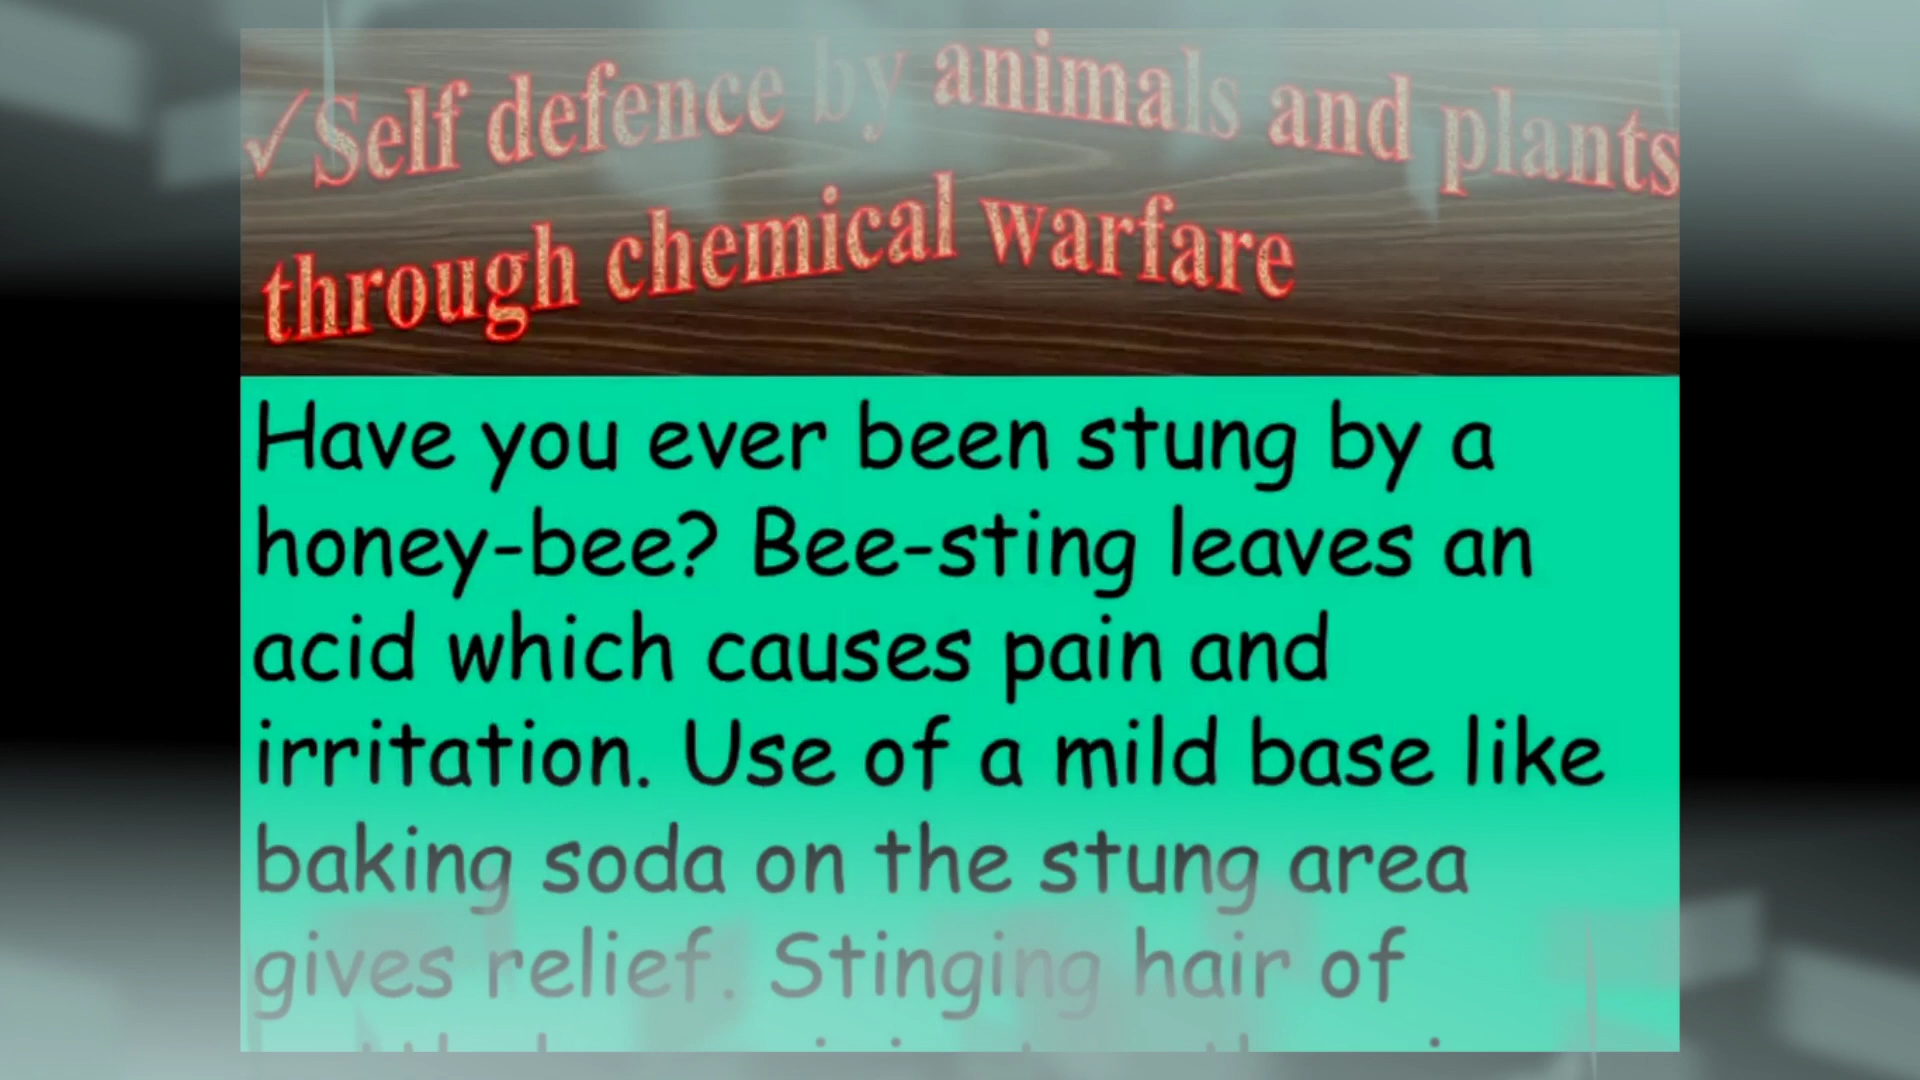 ✓Self defence by animals and plants
through chemical warfare
Have you ever been stung by a
honey-bee? Bee-sting leaves an
acid which causes pain and
irritation. Use of a mild base like
baking soda on the stung area
gives relief. Stinging hair of